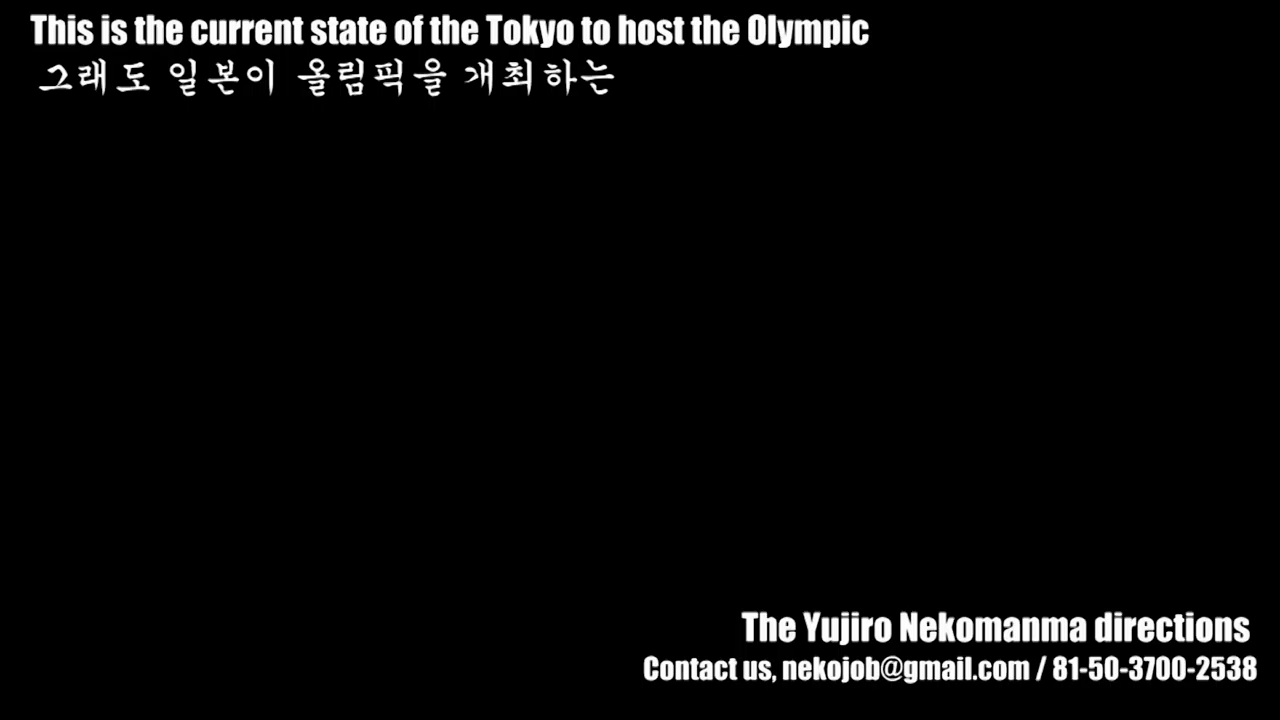 This is the current state of the Tokyo to host the Olympic
그래도 일본이 올림픽을 개최하는
The Yujiro Nekomanma directions
Contact us, nekojob@gmail.com / 81-50-3700-2538